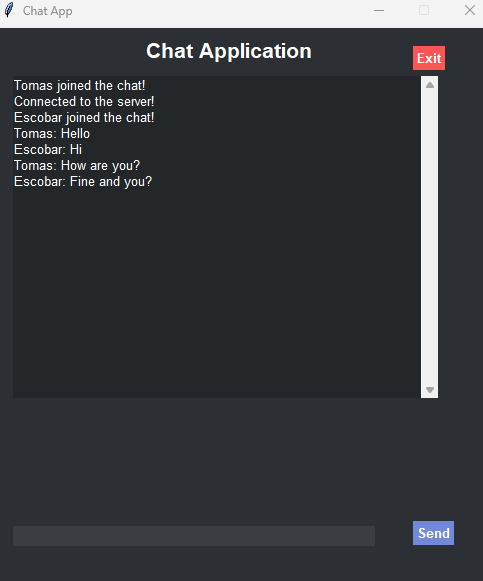 Chat App
Chat Application
Exit
Tomas joined the chat!
Connected to the server!
Escobar joined the chat!
Tomas: Hello
Escobar: Hi
Tomas: How are you?
Escobar: Fine and you?
Send